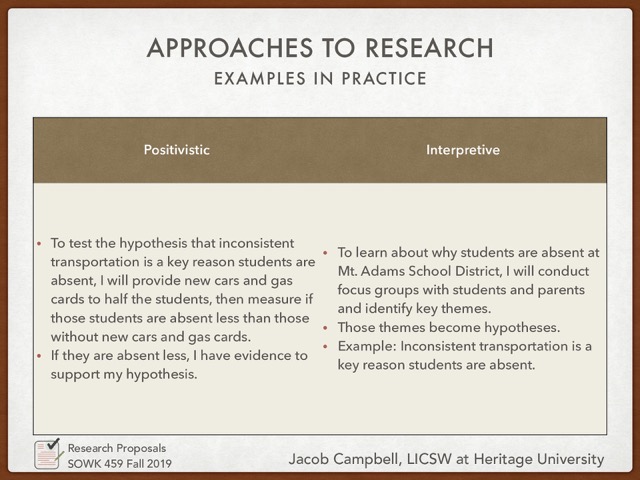 APPROACHES TO RESEARCH
EXAMPLES IN PRACTICE
Positivistic
Interpretive
• To test the hypothesis that inconsistent
transportation is a key reason students are
absent, I will provide new cars and gas
cards to half the students, then measure if
those students are absent less than those
without new cars and gas cards.
• If they are absent less, I have evidence to
support my hypothesis.
• To learn about why students are absent at
Mt. Adams School District, I will conduct
focus groups with students and parents
and identify key themes.
• Those themes become hypotheses.
• Example: Inconsistent transportation is a
key reason students are absent.
Research Proposals
SOWK 459 Fall 2019
Jacob Campbell, LICSW at Heritage University